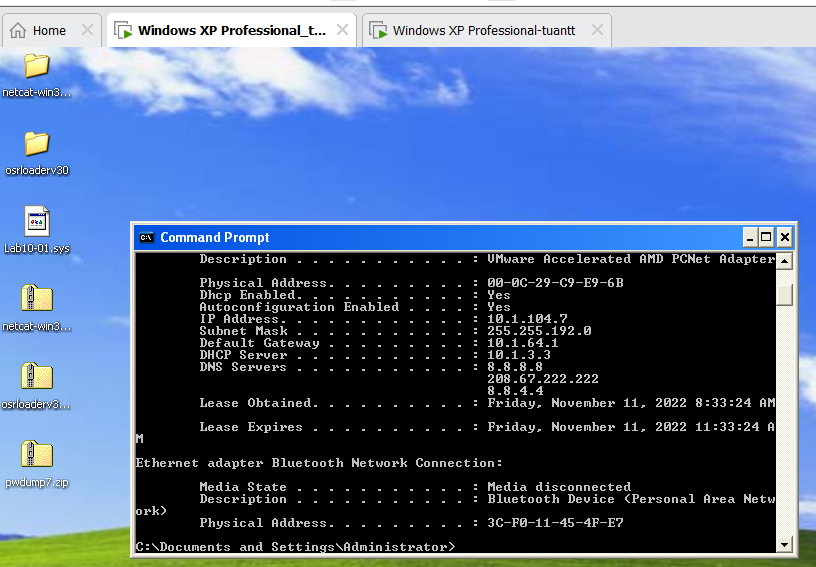 Home
Windows XP Professional_t...
Windows XP Professional-tuantt
netcat-win3...
osrloaderv30
Lab10-01.sys
netcat-win3...
osrloaderv3...
pwdump7.zip
C:\ Command Prompt
Description . . . . . . . . . . . : VMware Accelerated AMD PCNet Adapter
Physical Address. . . . . . . . . : 00-0C-29-C9-E9-6B
Dhcp Enabled. . . . . . . . . . . : Yes
Autoconfiguration Enabled . . . . : Yes
IP Address. . . . . . . . . . . . : 10.1.104.7
Subnet Mask . . . . . . . . . . . : 255.255.192.0
Default Gateway . . . . . . . . . : 10.1.64.1
DHCP Server . . . . . . . . . . . : 10.1.3.3
DNS Servers . . . . . . . . . . . : 8.8.8.8
208.67.222.222
8.8.4.4
Lease Obtained. . . . . . . . . . : Friday, November 11, 2022 8:33:24 AM
Lease Expires . . . . . . . . . . : Friday, November 11, 2022 11:33:24 A
M
Ethernet adapter Bluetooth Network Connection:
Media State . . . . . . . . . . . : Media disconnected
Description . . . . . . . . . . . : Bluetooth Device (Personal Area Netw
ork)
Physical Address. . . . . . . . . : 3C-F0-11-45-4F-E7
C:\Documents and Settings\Administrator>